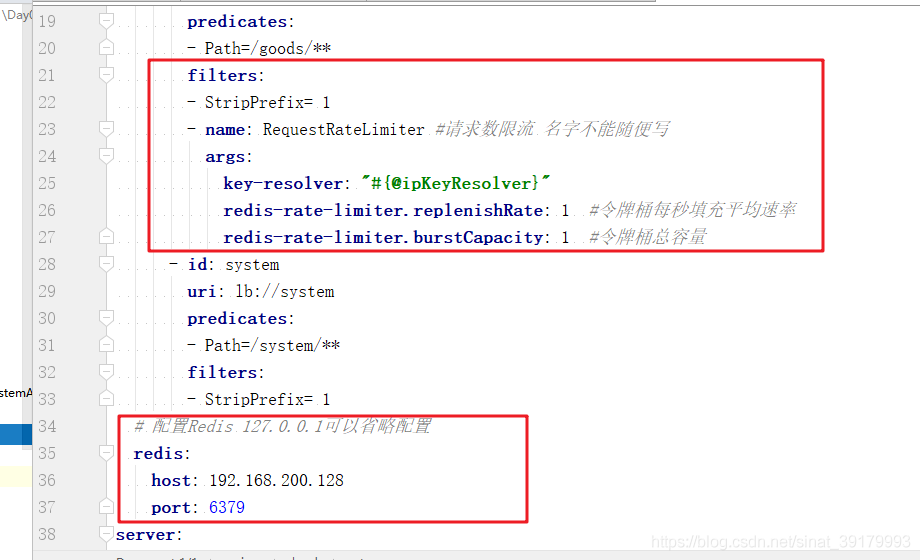 \Day
19 predicates:
20 - Path=/goods/**
21 filters:
22 - StripPrefix= 1
23 - name: RequestRateLimiter #请求数限流 名字不能随便写
24 args:
25 key-resolver: "#{@ipKeyResolver}"
26 redis-rate-limiter.replenishRate: 1 #令牌桶每秒填充平均速率
27 redis-rate-limiter.burstCapacity: 1 #令牌桶总容量
28 - id: system
29 uri: lb://system
30 predicates:
31 - Path=/system/**
32 filters:
33 - StripPrefix= 1
stemA
34 # 配置Redis 127.0.0.1可以省略配置
35 redis:
36 host: 192.168.200.128
37 port: 6379
38 server:
https://blog.csdn.net/sinat_39179993